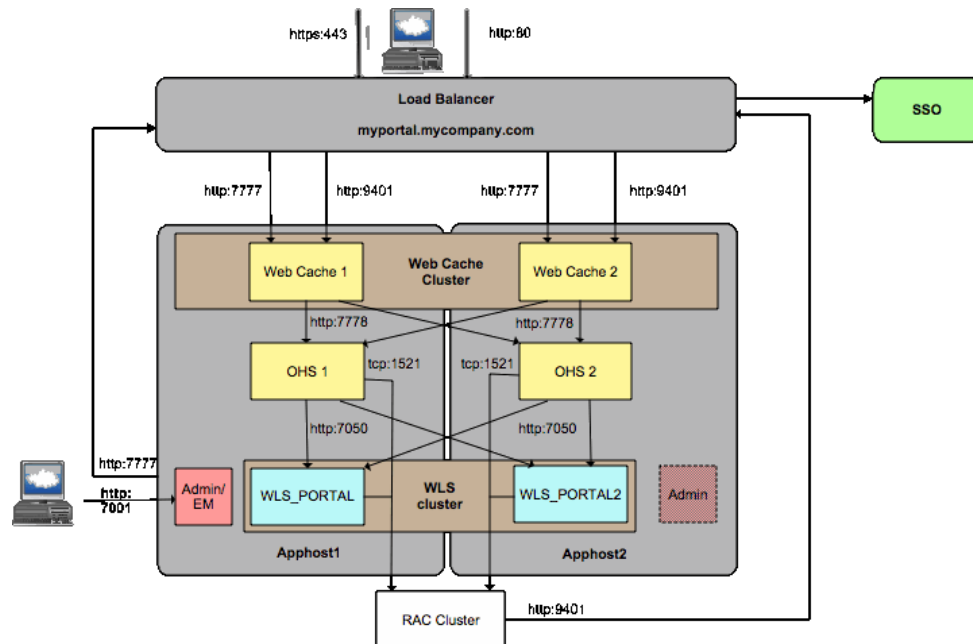 https:443
http:80
Load Balancer
myportal.mycompany.com
SSO
http:7777
http:9401
http:7777
http:9401
Web Cache 1
Web Cache
Cluster
Web Cache 2
http:7778
http:7778
OHS 1
tcp:1521
tcp:1521
OHS 2
http:7050
http:7050
http:7777
http:
7001
Admin/
EM
WLS_PORTAL
WLS
cluster
WLS_PORTAL2
Admin
Apphost1
Apphost2
RAC Cluster
http:9401